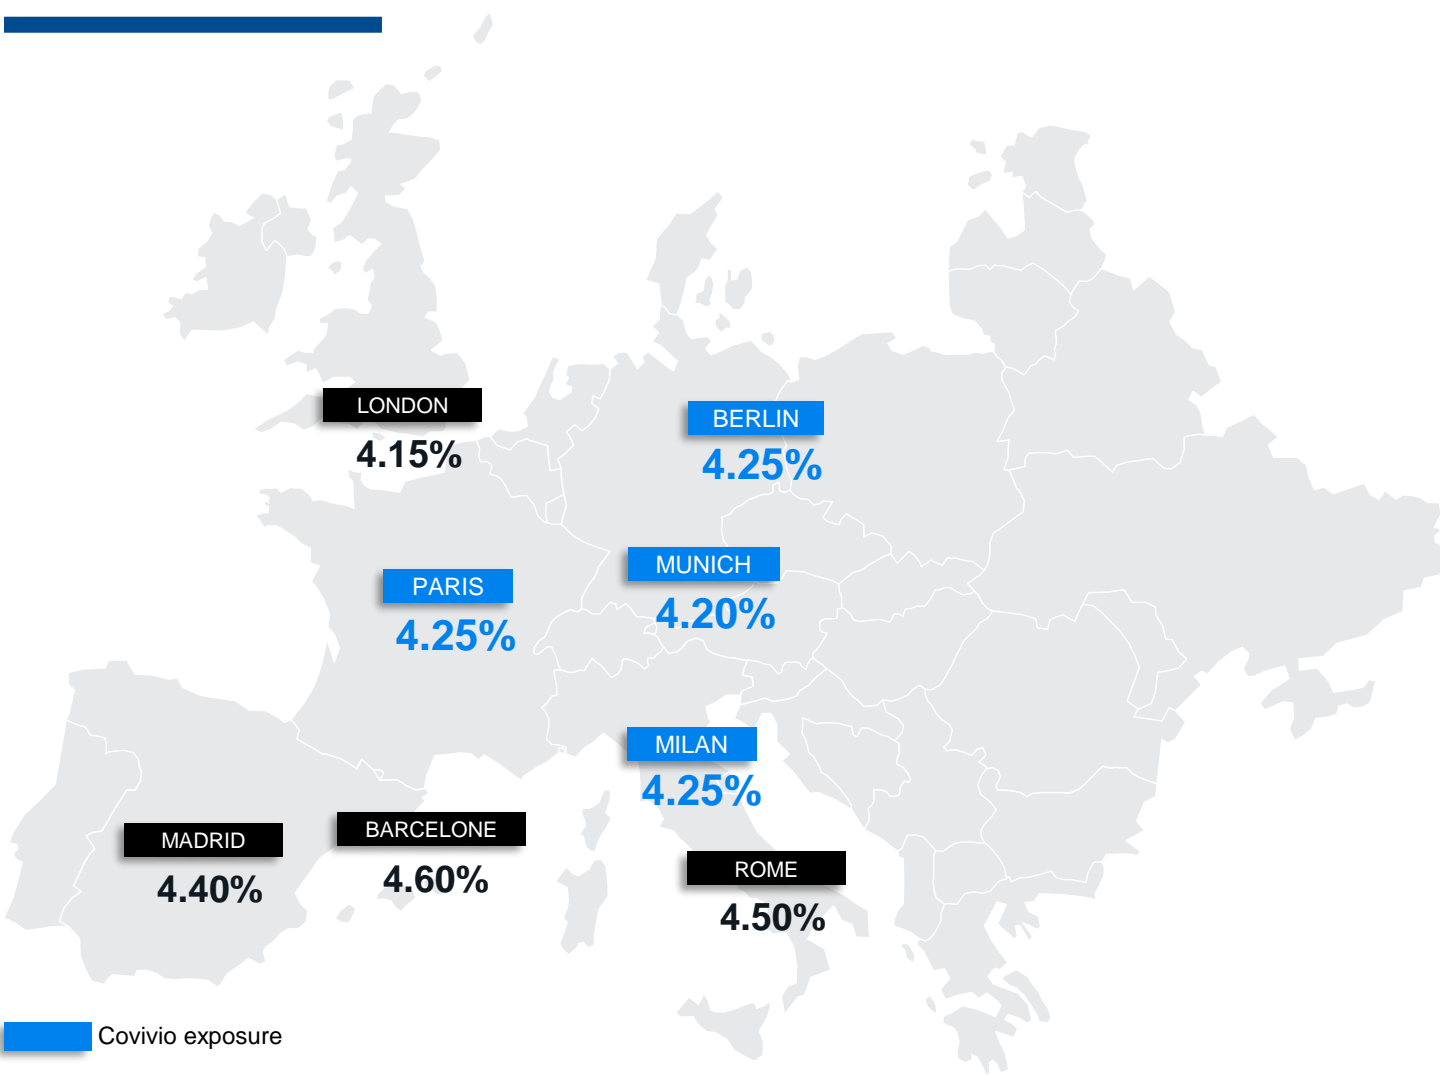 LONDON
4.15%
BERLIN
4.25%
MUNICH
4.20%
PARIS
4.25%
MILAN
4.25%
MADRID
4.40%
BARCELONE
4.60%
ROME
4.50%
Covivio exposure